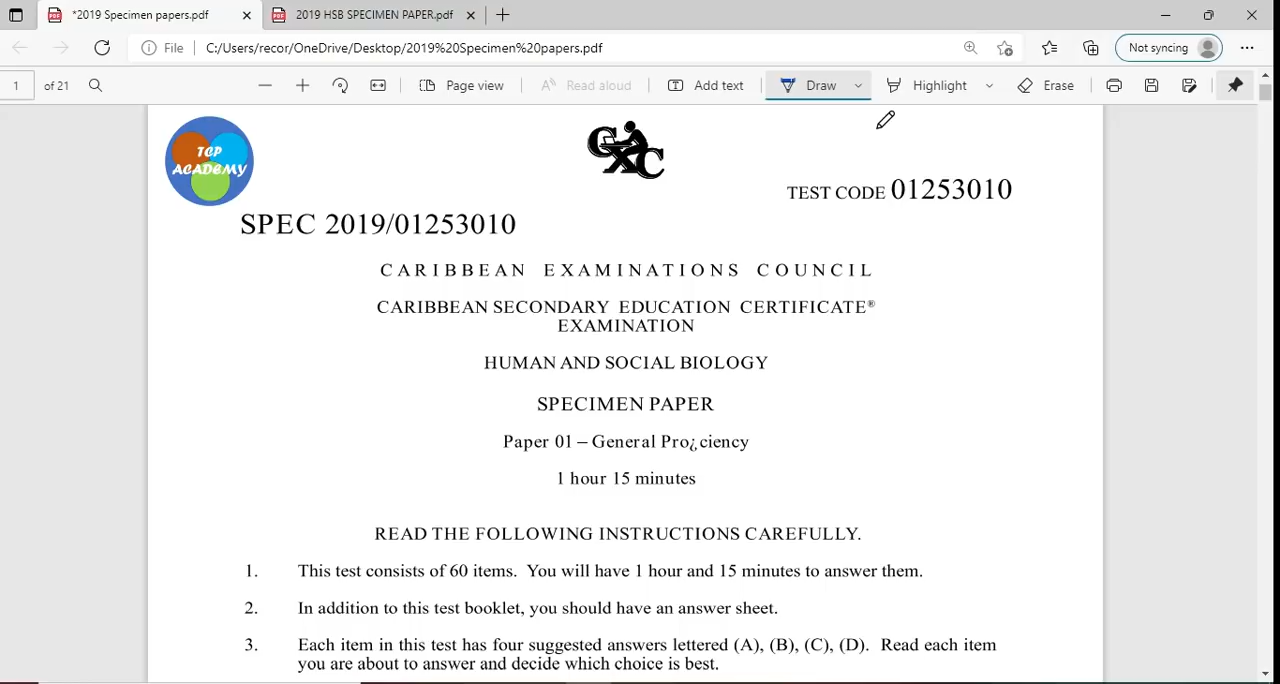 *2019 Specimen papers.pdf
2019 HSB SPECIMEN PAPER.pdf
File
C:/Users/recor/OneDrive/Desktop/2019%20Specimen%20papers.pdf
Not syncing
1 of 21
Page view
Read aloud
Add text
Draw
Highlight
Erase
TCP
ACADEMY
CXC
TEST CODE 01253010
SPEC 2019/01253010
CARIBBEAN EXAMINATIONS COUNCIL
CARIBBEAN SECONDARY EDUCATION CERTIFICATE®
EXAMINATION
HUMAN AND SOCIAL BIOLOGY
SPECIMEN PAPER
Paper 01 – General Pro¿ciency
1 hour 15 minutes
READ THE FOLLOWING INSTRUCTIONS CAREFULLY.
1. This test consists of 60 items. You will have 1 hour and 15 minutes to answer them.
2. In addition to this test booklet, you should have an answer sheet.
3. Each item in this test has four suggested answers lettered (A), (B), (C), (D). Read each item
you are about to answer and decide which choice is best.